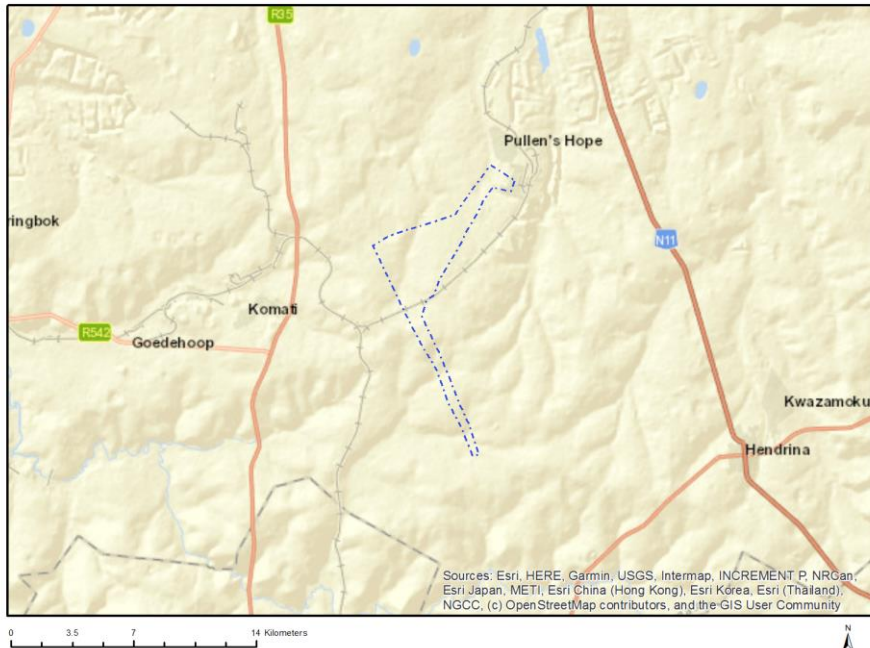 R35
Pullen's Hope
ringbok
N11
Komati
R542
Goedehoop
Kwazamoku
Hendrina
Sources: Esri, HERE, Garmin, USGS, Intermap, INCREMENT P, NRCan,
Esri Japan, METI, Esri China (Hong Kong), Esri Korea, Esri (Thailand),
NGCC, (c) OpenStreetMap contributors, and the GIS User Community
0 3.5 7 14 Kilometers
N